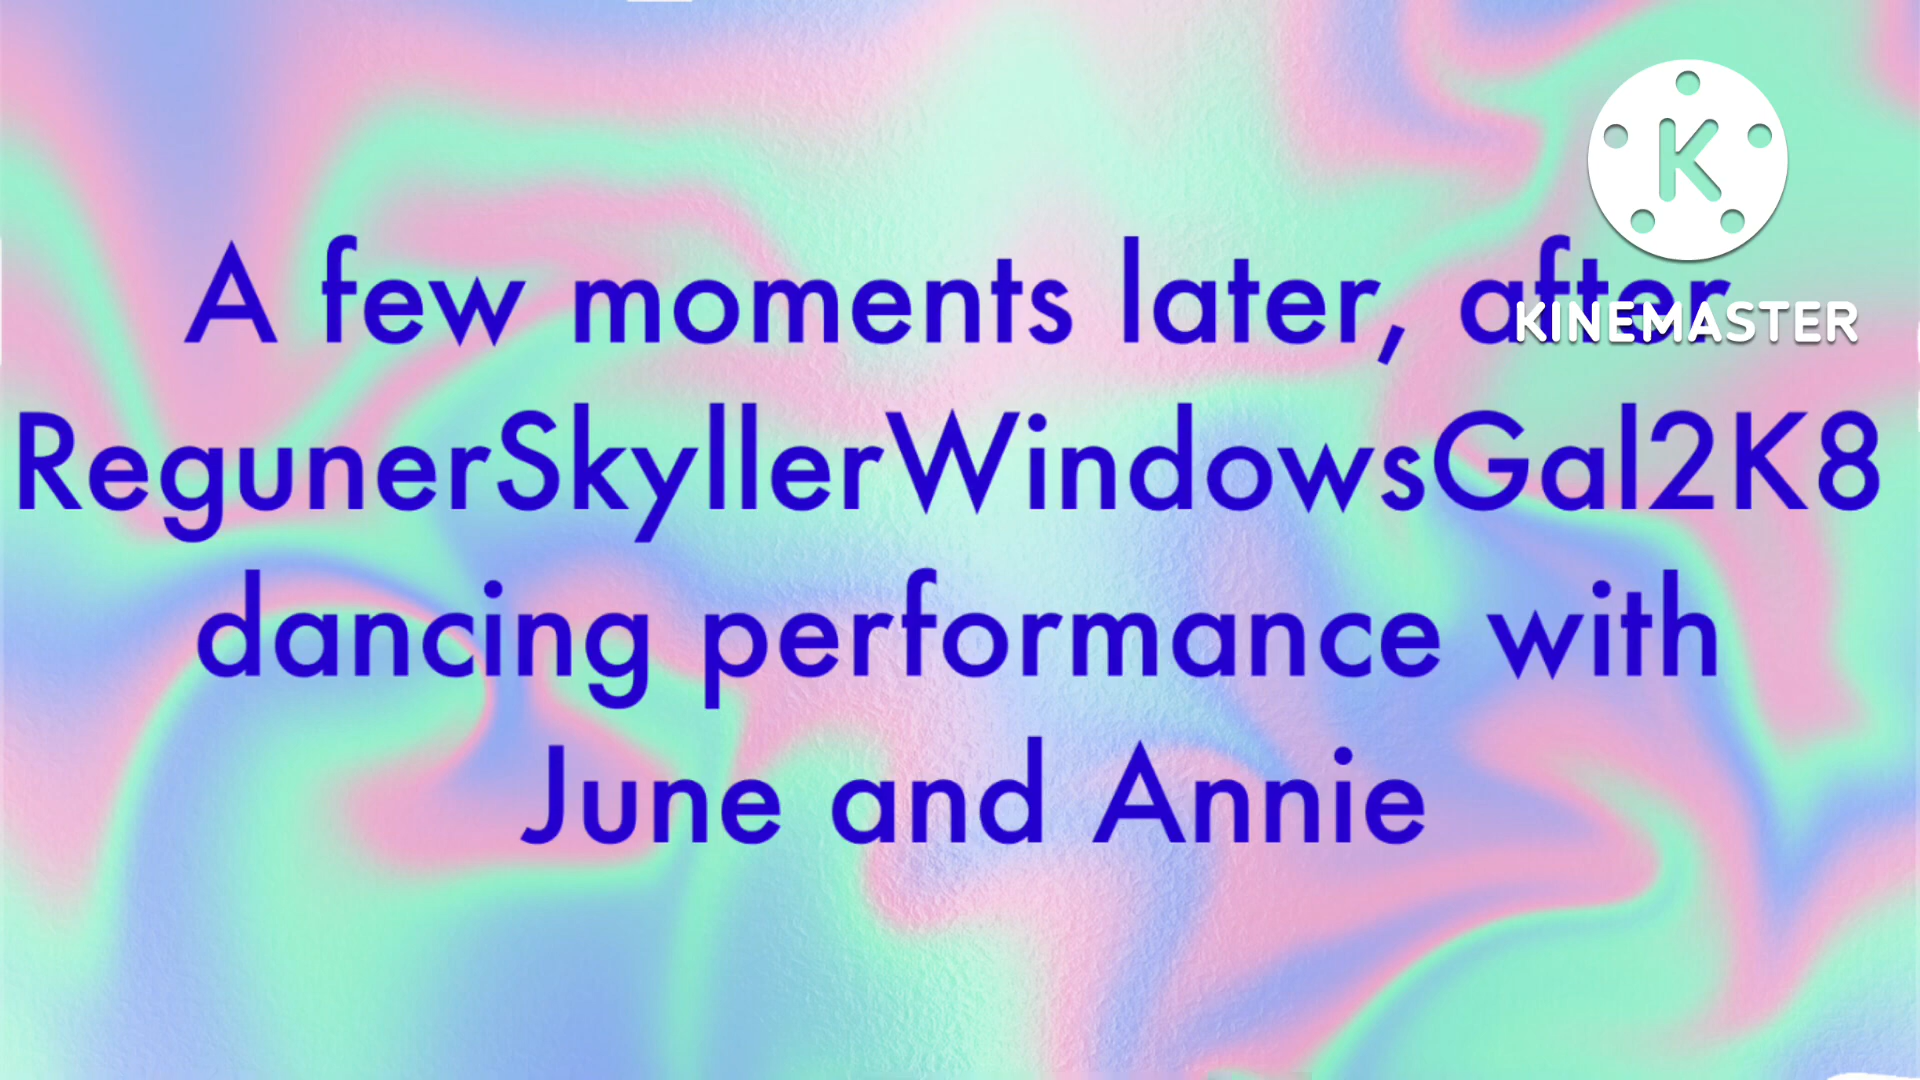 K
A few moments later, after
KINEMASTER
RegunerSkyllerWindowsGal2K8
dancing performance with
June and Annie